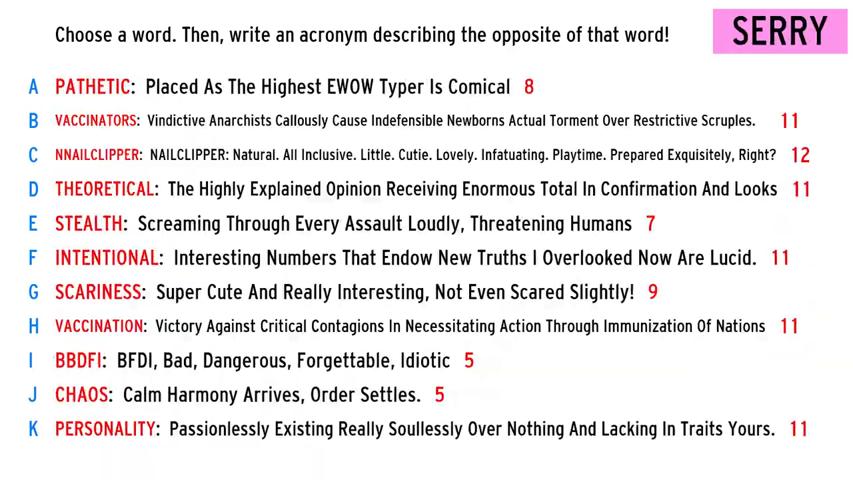 Choose a word. Then, write an acronym describing the opposite of that word!
SERRY
A PATHETIC: Placed As The Highest EWOW Typer Is Comical 8
B VACCINATORS: Vindictive Anarchists Callously Cause Indefensible Newborns Actual Torment Over Restrictive Scruples. 11
C NNAILCLIPPER: NAILCLIPPER: Natural. All Inclusive. Little. Cutie. Lovely. Infatuating. Playtime. Prepared Exquisitely, Right? 12
D THEORETICAL: The Highly Explained Opinion Receiving Enormous Total In Confirmation And Looks 11
E STEALTH: Screaming Through Every Assault Loudly, Threatening Humans 7
F INTENTIONAL: Interesting Numbers That Endow New Truths I Overlooked Now Are Lucid. 11
G SCARINESS: Super Cute And Really Interesting, Not Even Scared Slightly! 9
H VACCINATION: Victory Against Critical Contagions In Necessitating Action Through Immunization Of Nations 11
I BBDFI: BFDI, Bad, Dangerous, Forgettable, Idiotic 5
J CHAOS: Calm Harmony Arrives, Order Settles. 5
K PERSONALITY: Passionlessly Existing Really Soullessly Over Nothing And Lacking In Traits Yours. 11